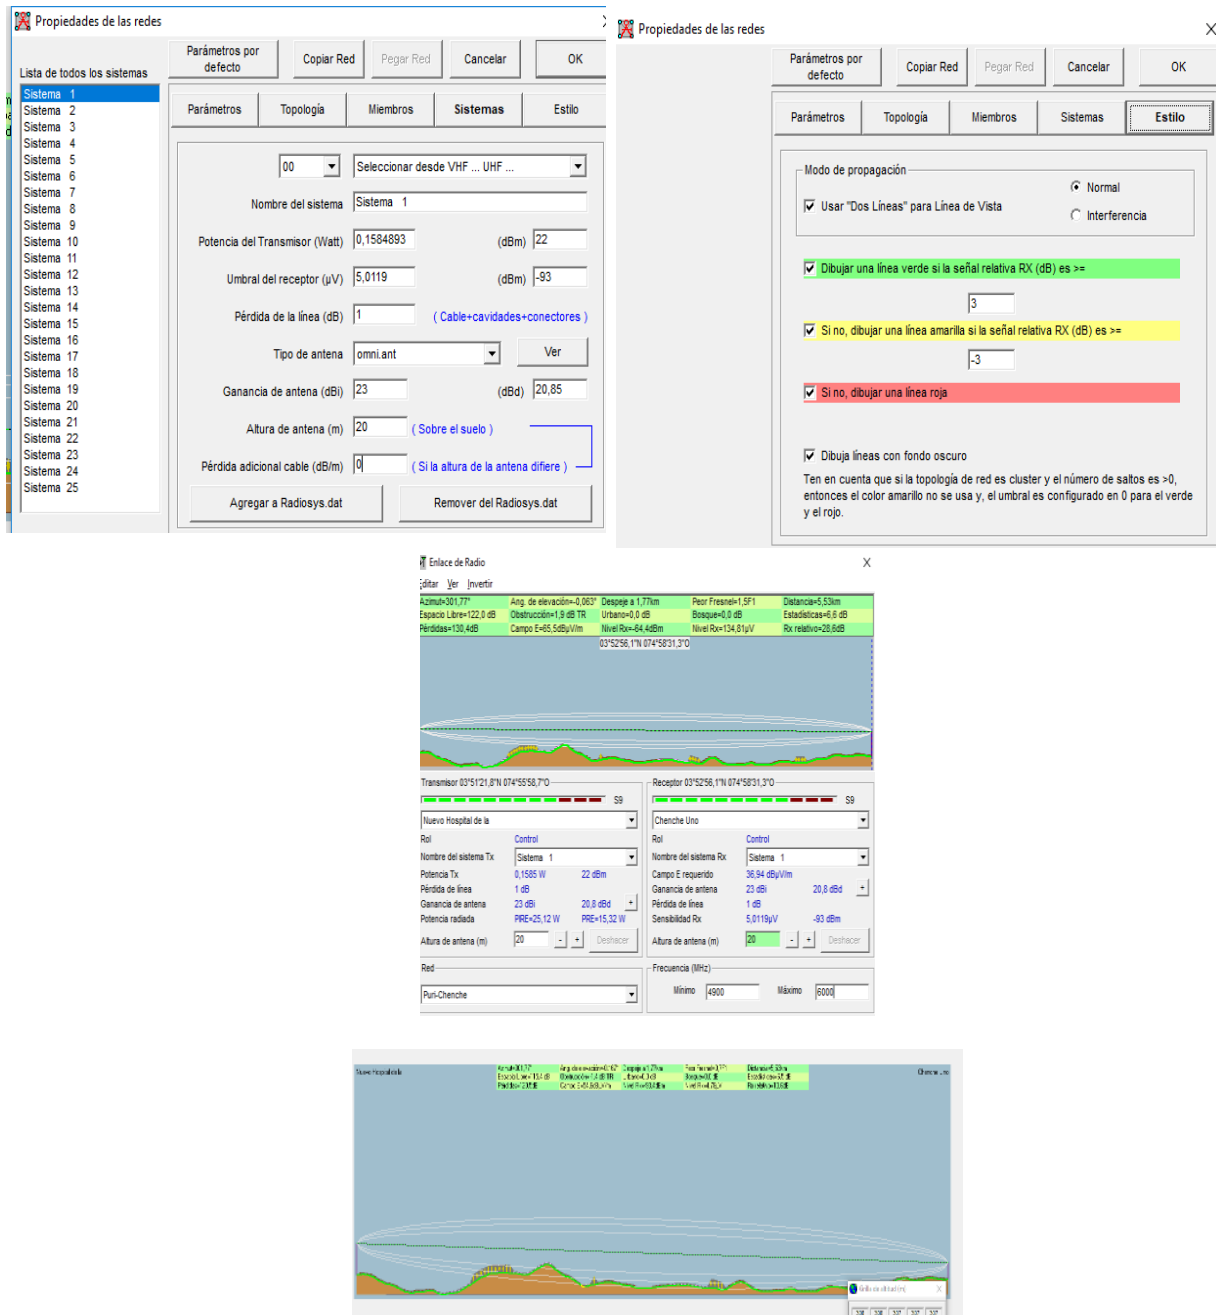 Propiedades de las redes
Lista de todos los sistemas
Sistema 1
Sistema 2
Sistema 3
Sistema 4
Sistema 5
Sistema 6
Sistema 7
Sistema 8
Sistema 9
Sistema 10
Sistema 11
Sistema 12
Sistema 13
Sistema 14
Sistema 15
Sistema 16
Sistema 17
Sistema 18
Sistema 19
Sistema 20
Sistema 21
Sistema 22
Sistema 23
Sistema 24
Sistema 25
Parámetros por defecto
Copiar Red
Pegar Red
Cancelar
OK
Parámetros Topología Miembros Sistemas Estilo
00 Seleccionar desde VHF ... UHF ...
Nombre del sistema Sistema 1
Potencia del Transmisor (Watt) 0,1584893 (dBm) 22
Umbral del receptor (µV) 5,0119 (dBm) -93
Pérdida de la línea (dB) 1 ( Cable+cavidades+conectores )
Tipo de antena omni.ant Ver
Ganancia de antena (dBi) 23 (dBd) 20,85
Altura de antena (m) 20 ( Sobre el suelo )
Pérdida adicional cable (dB/m) 0 ( Si la altura de la antena difiere )
Agregar a Radiosys.dat Remover del Radiosys.dat
Propiedades de las redes X
Parámetros por defecto
Copiar Red
Pegar Red
Cancelar
OK
Parámetros Topología Miembros Sistemas Estilo
Modo de propagación
Usar "Dos Líneas" para Línea de Vista
Normal
Interferencia
Dibujar una línea verde si la señal relativa RX (dB) es >=
3
Si no, dibujar una línea amarilla si la señal relativa RX (dB) es >=
-3
Si no, dibujar una línea roja
Dibuja líneas con fondo oscuro
Ten en cuenta que si la topología de red es cluster y el número de saltos es >0,
entonces el color amarillo no se usa y, el umbral es configurado en 0 para el verde
y el rojo.
Enlace de Radio X
Editar Ver Invertir
Azimut=301,77° Ang. de elevación=-0,063° Despeje a 1,77km Peor Fresnel=1,5F1 Distancia=5,53km
Espacio Libre=122,0 dB Obstrucción=1,9 dB TR Urbano=0,0 dB Bosque=0,0 dB Estadísticas=6,6 dB
Pérdidas=130,4dB Campo E=65,5dBµV/m Nivel Rx=-64,4dBm Nivel Rx=134,81µV Rx relativo=28,6dB
03°52'56,1"N 074°58'31,3"O
Transmisor 03°51'21,8"N 074°55'58,7"O
S9
Nuevo Hospital de la
Rol Control
Nombre del sistema Tx Sistema 1
Potencia Tx 0,1585 W 22 dBm
Pérdida de línea 1 dB
Ganancia de antena 23 dBi 20,8 dBd +
Potencia radiada PIRE=25,12 W PRE=15,32 W
Altura de antena (m) 20 - + Deshacer
Red
Puri-Chenche
Receptor 03°52'56,1"N 074°58'31,3"O
S9
Chenche Uno
Rol Control
Nombre del sistema Rx Sistema 1
Campo E requerido 36,94 dBµV/m
Ganancia de antena 23 dBi 20,8 dBd +
Pérdida de línea 1 dB
Sensibilidad Rx 5,0119µV -93 dBm
Altura de antena (m) 20 - + Deshacer
Frecuencia (MHz)
Mínimo 4900 Máximo 6000
Nuevo Hospital de la